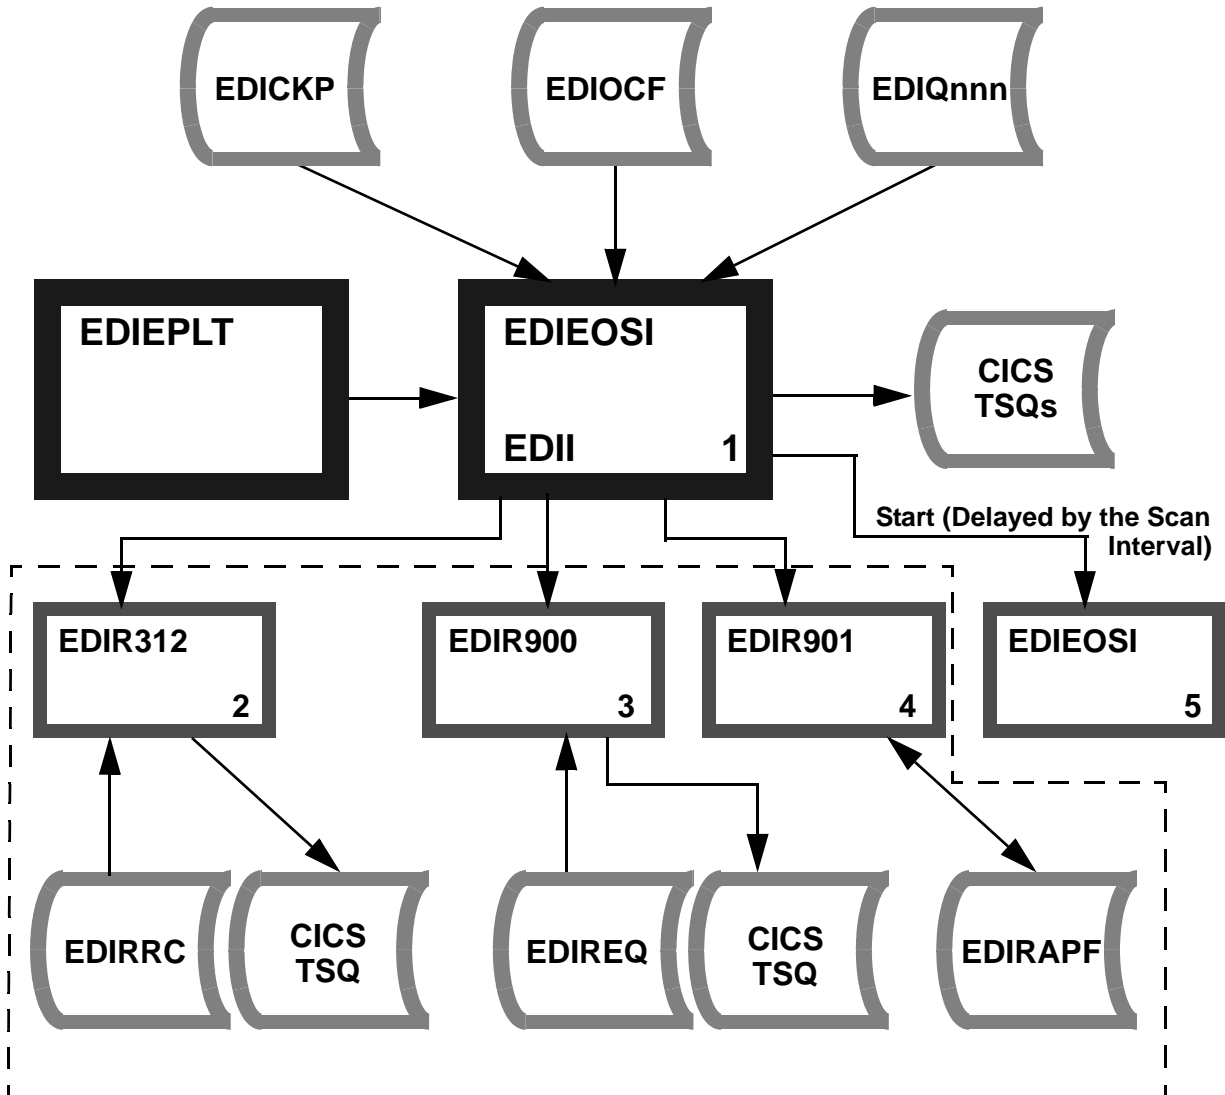 EDICKP
EDIOCF
EDIQnnn
EDIEPLT
EDIEOSI
EDII
1
CICS
TSQs
Start (Delayed by the Scan
Interval)
EDIR312
2
EDIR900
3
EDIR901
4
EDIEOSI
5
EDIRRC
CICS
TSQ
EDIREQ
CICS
TSQ
EDIRAPF